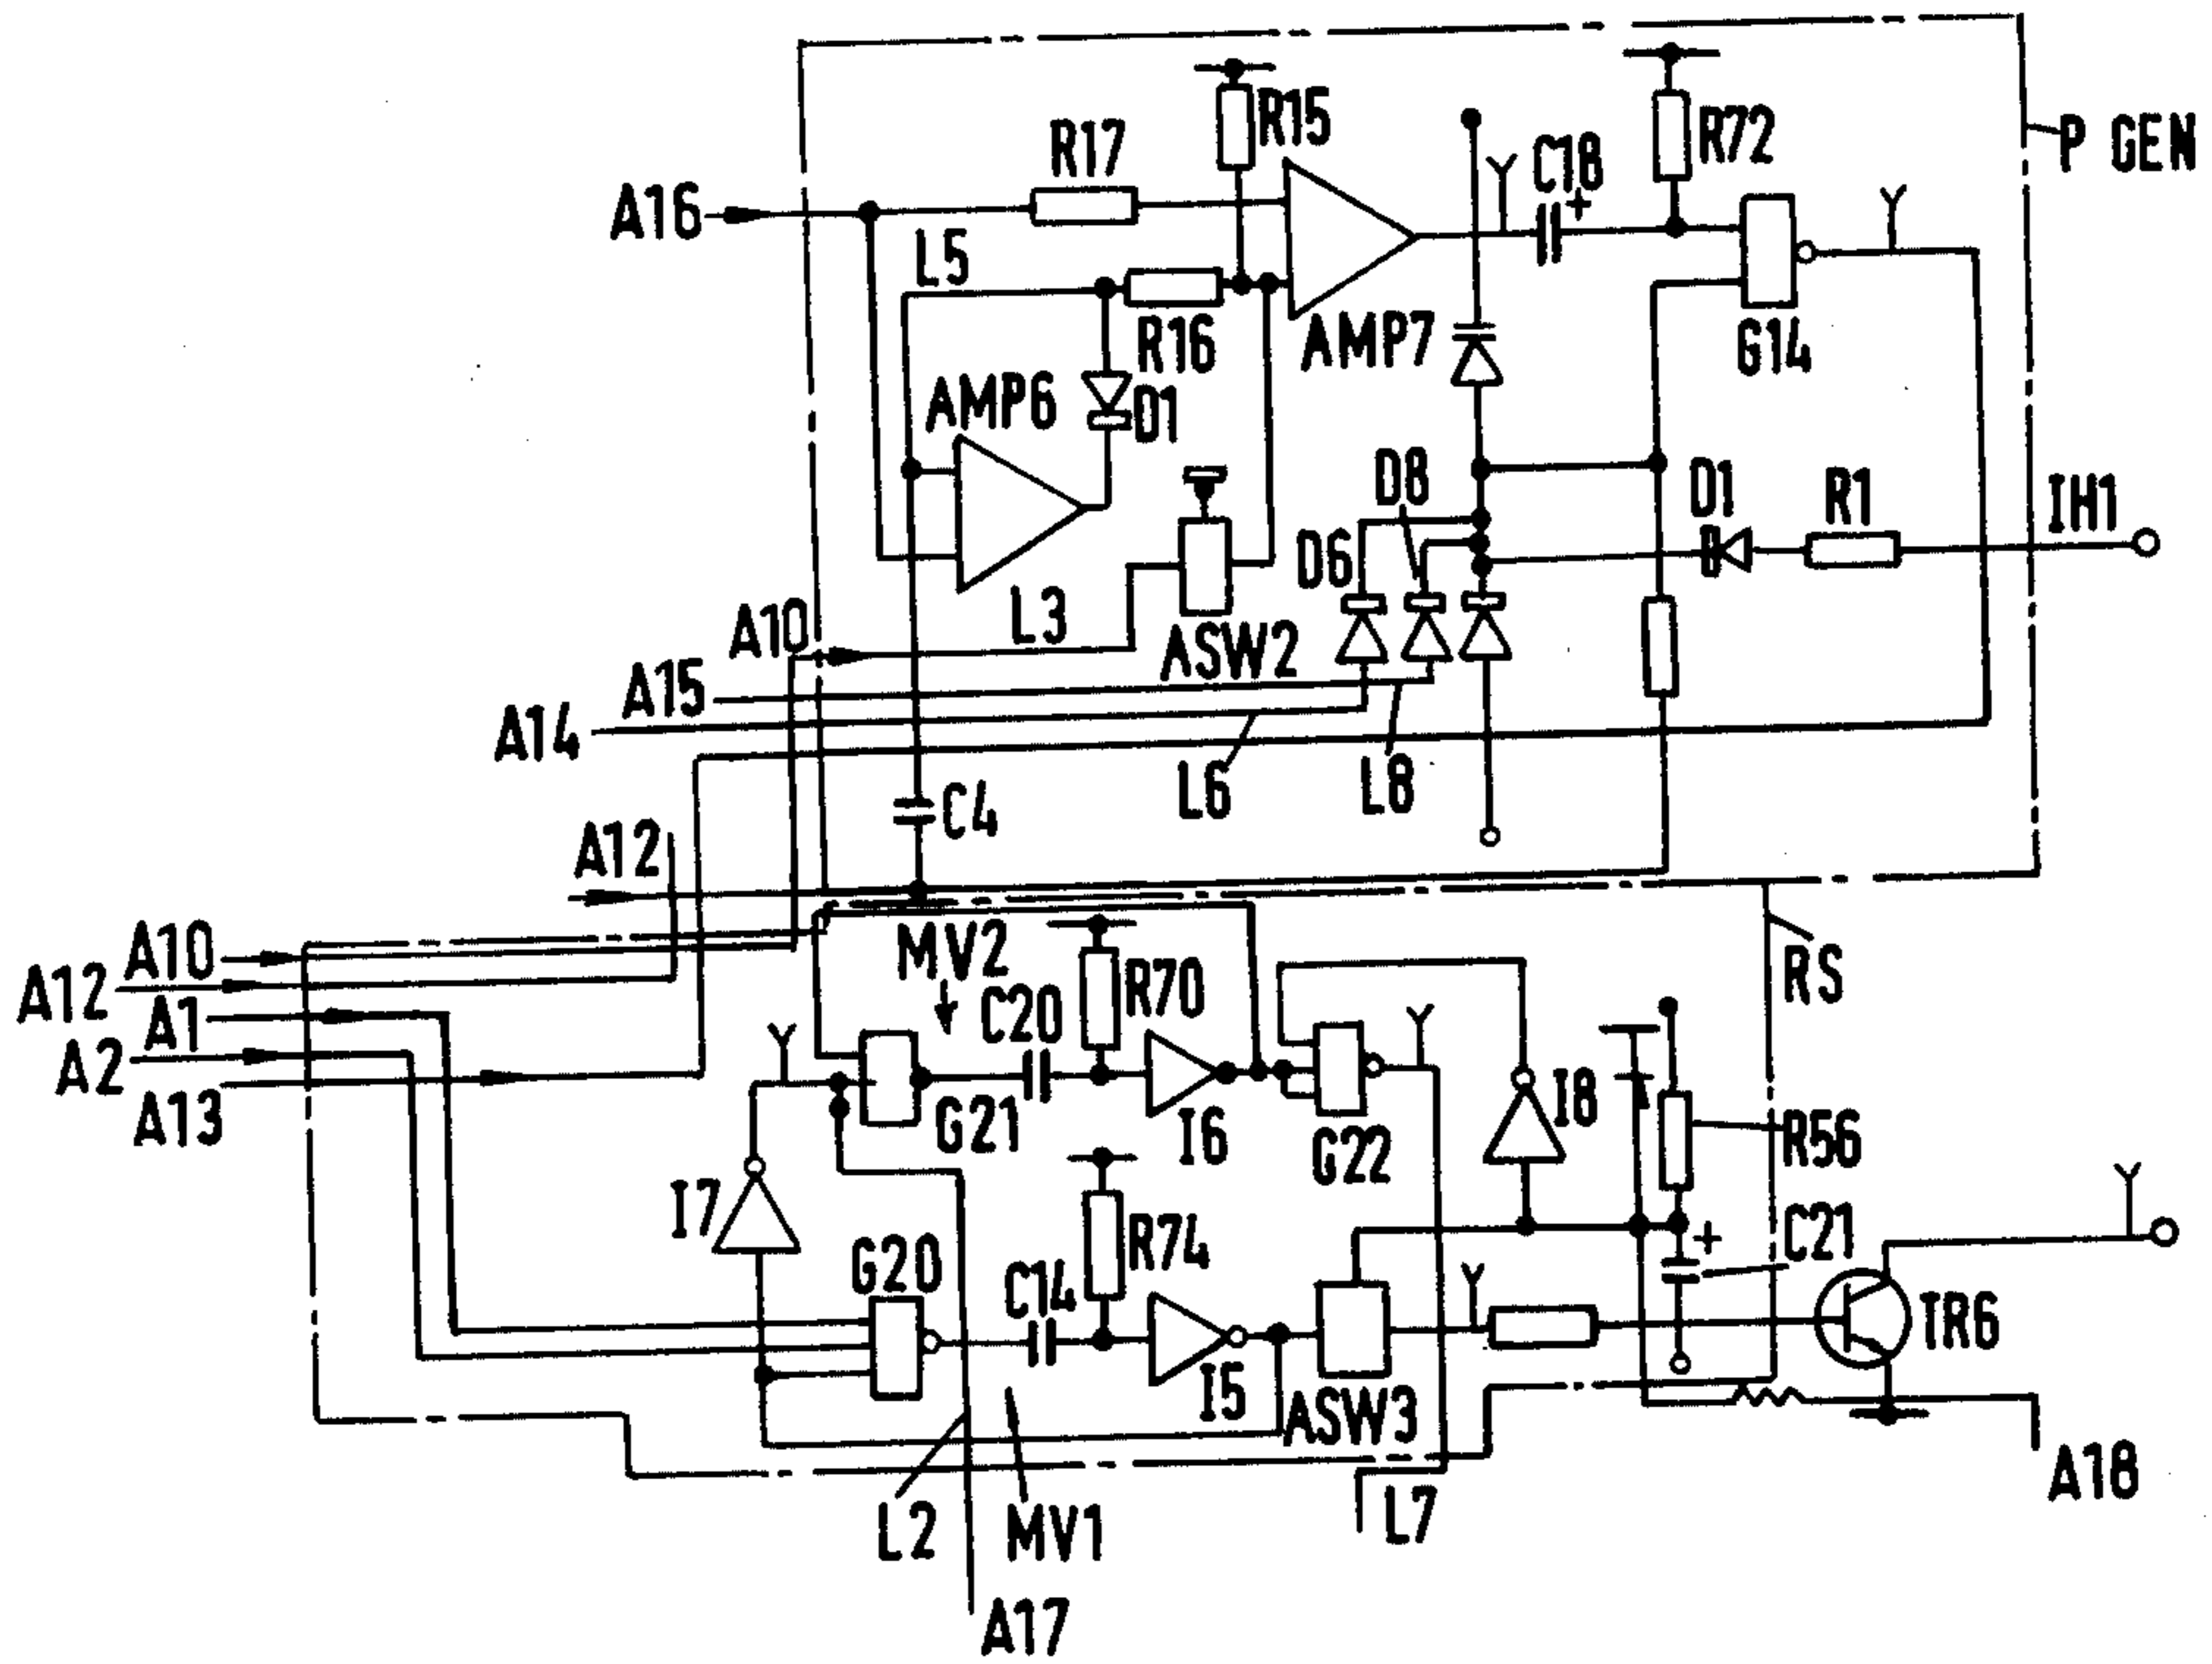 P GEN
R15
R72
R17
C18
A16
L5
R16
AMP7
G14
AMP6
D1
D8
D1
R1
IH1
D6
L3
A10
ASW2
A15
A14
L6
L8
C4
A12
A10
MV2
R70
RS
A12
A1
C20
A2
A13
G21
I6
G22
I8
R56
I7
G20
R74
C21
C14
TR6
I5
ASW3
A18
L2
MV1
L7
A17